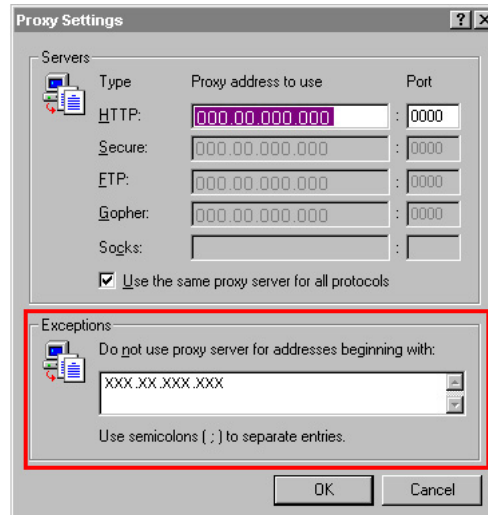 Proxy Settings
Servers
Type Proxy address to use Port
HTTP: 000.00.000.000 : 0000
Secure: 000.00.000.000 : 0000
FTP: 000.00.000.000 : 0000
Gopher: 000.00.000.000 : 0000
Socks: :
Use the same proxy server for all protocols
Exceptions
Do not use proxy server for addresses beginning with:
XXX.XX.XXX.XXX
Use semicolons ( ; ) to separate entries.
OK Cancel